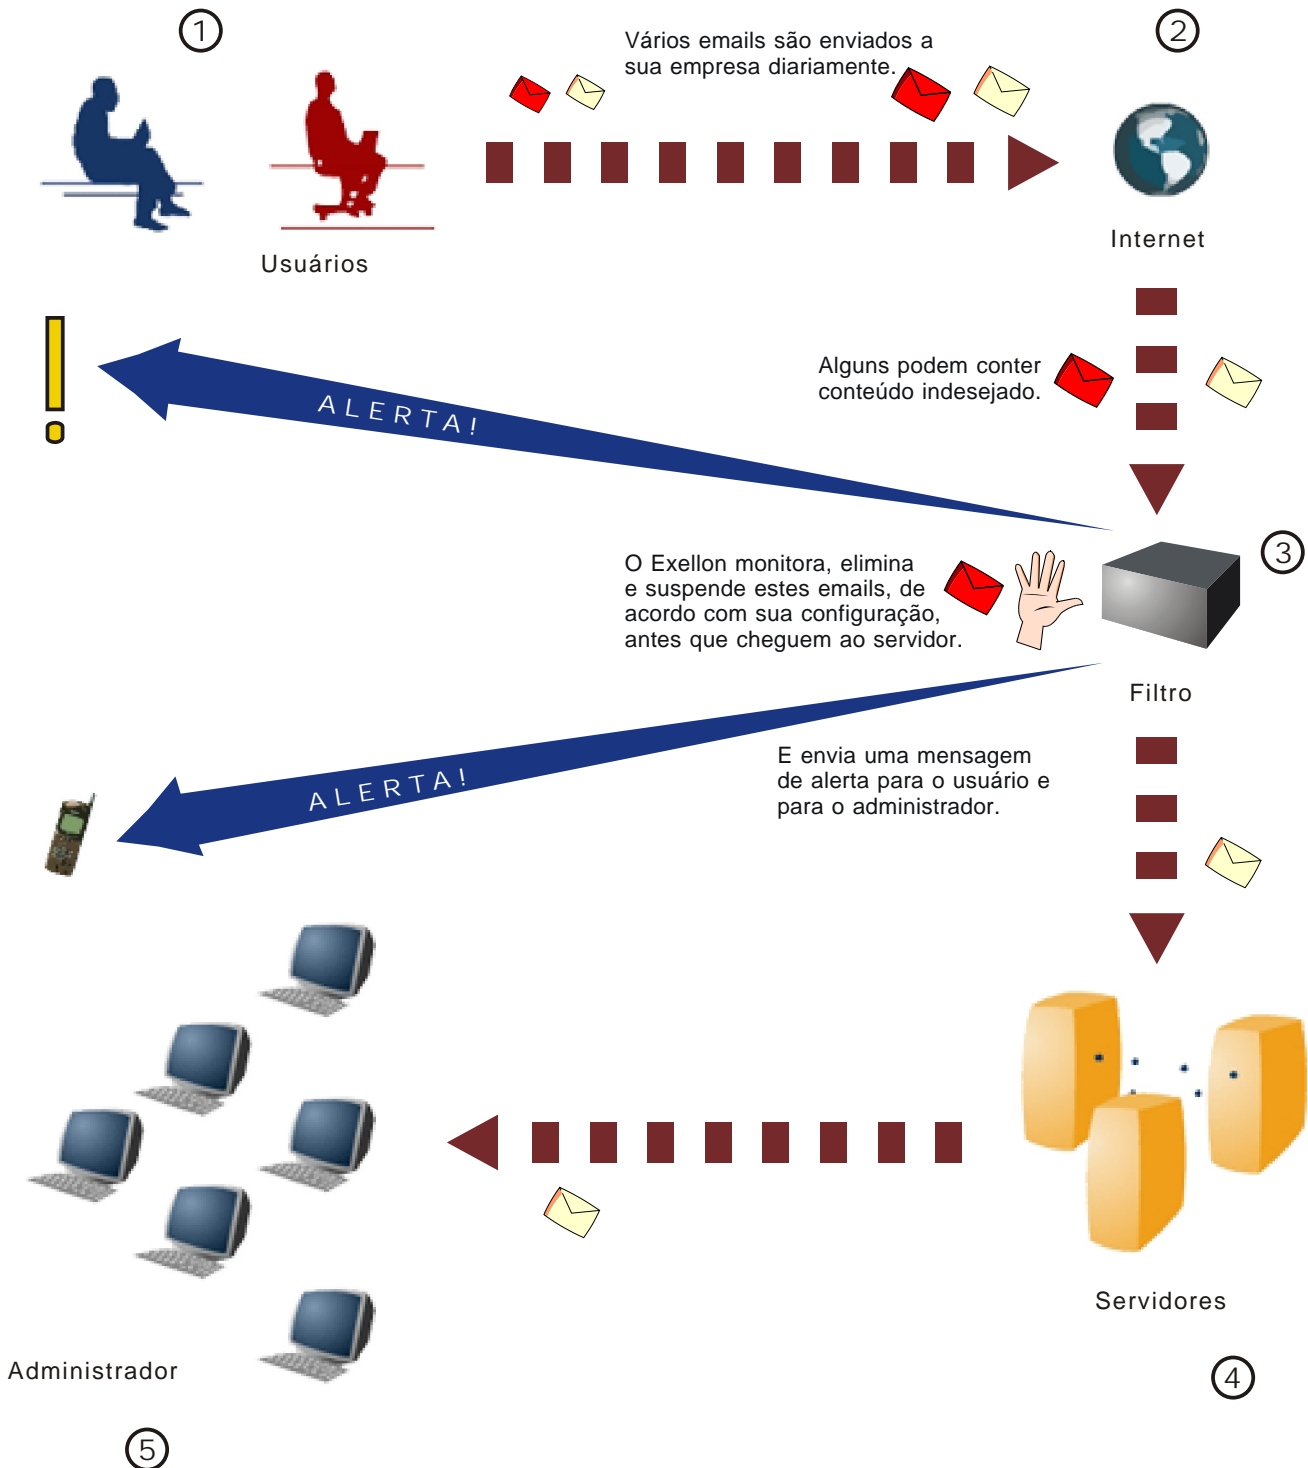 1
2
Vários emails são enviados a
sua empresa diariamente.
Usuários
Internet
Alguns podem conter
conteúdo indesejado.
ALERTA!
3
O Exellon monitora, elimina
e suspende estes emails, de
acordo com sua configuração,
antes que cheguem ao servidor.
Filtro
E envia uma mensagem
de alerta para o usuário e
para o administrador.
ALERTA!
Servidores
Administrador
4
5